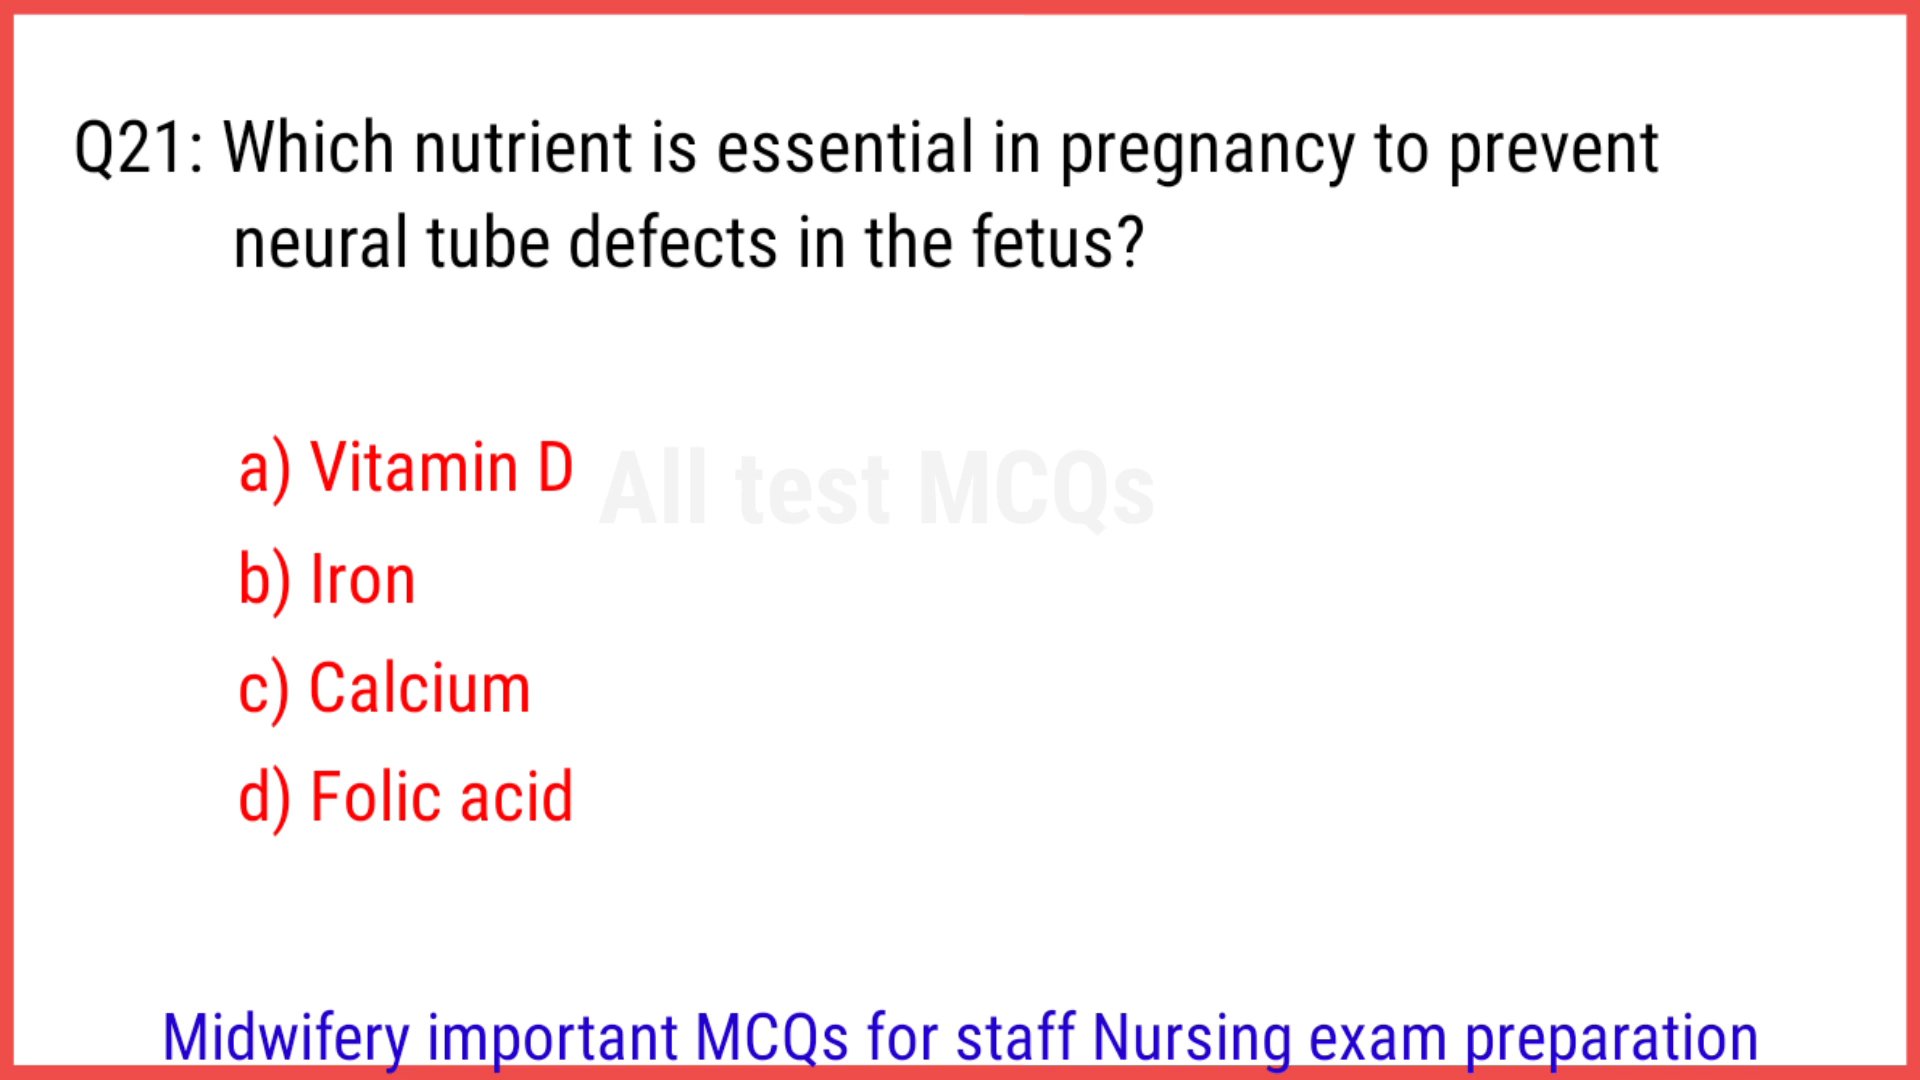 Q21: Which nutrient is essential in pregnancy to prevent
neural tube defects in the fetus?
a) Vitamin D
All test MCQs
b) Iron
c) Calcium
d) Folic acid
Midwifery important MCQs for staff Nursing exam preparation